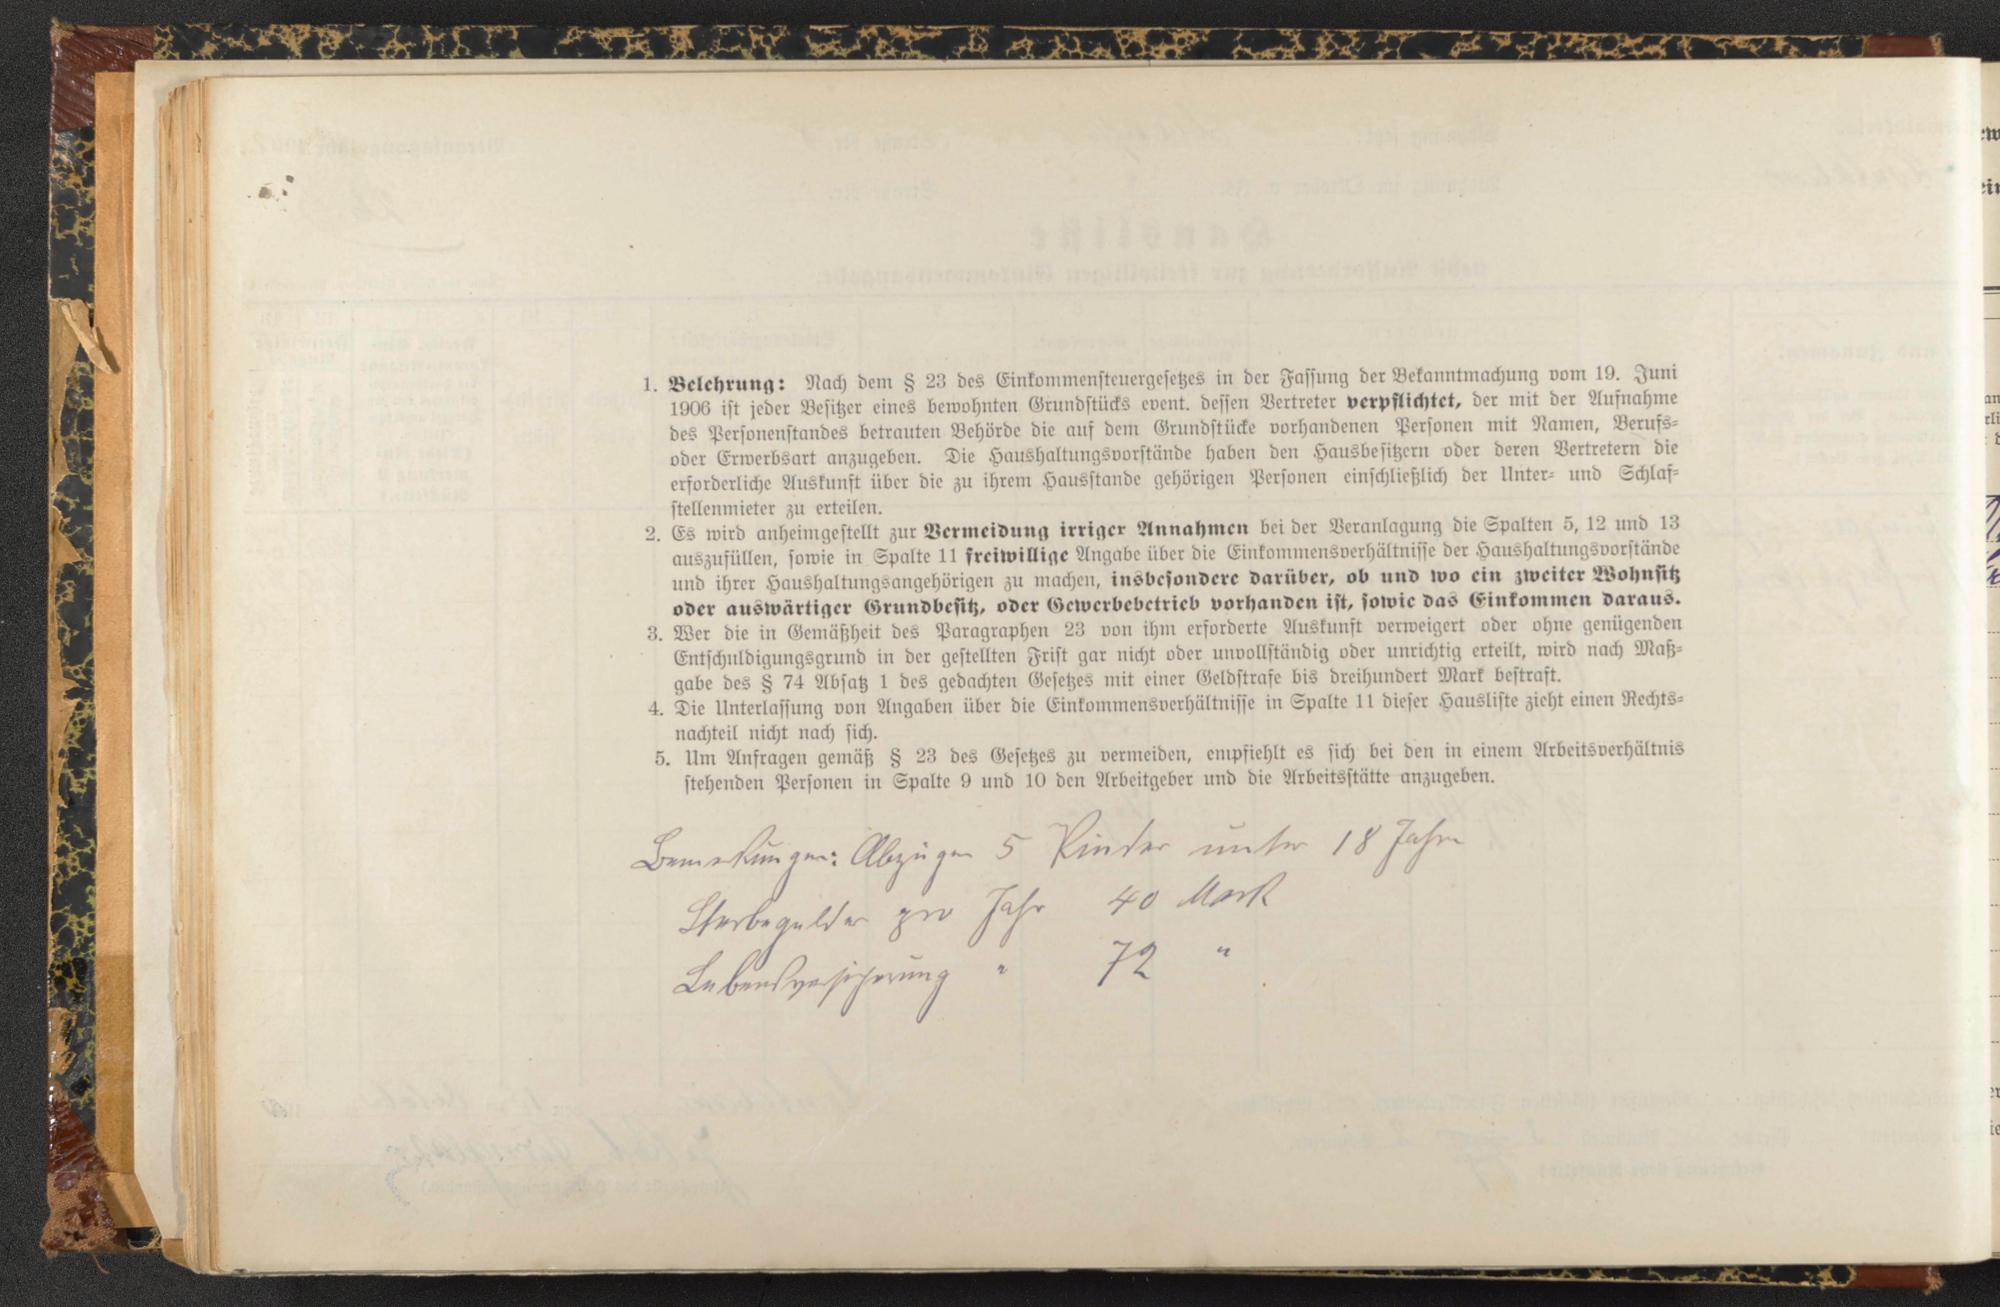 1. Belehrung: Nach dem § 23 des Einkommensteuergesetzes in der Fassung der Bekanntmachung vom 19. Juni
1906 ist jeder Besitzer eines bewohnten Grundstücks event. dessen Vertreter verpflichtet, der mit der Aufnahme
des Personenstandes betrauten Behörde die auf dem Grundstücke vorhandenen Personen mit Namen, Berufs-
oder Erwerbsart anzugeben. Die Haushaltungsvorstände haben den Hausbesitzern oder deren Vertretern die
erforderliche Auskunft über die zu ihrem Hausstande gehörigen Personen einschließlich der Unter- und Schlaf-
stellenmieter zu erteilen.
2. Es wird anheimgestellt zur Vermeidung irriger Annahmen bei der Veranlagung die Spalten 5, 12 und 13
auszufüllen, sowie in Spalte 11 freiwillige Angabe über die Einkommensverhältnisse der Haushaltungsvorstände
und ihrer Haushaltungsangehörigen zu machen, insbesondere darüber, ob und wo ein zweiter Wohnsitz
oder auswärtiger Grundbesitz, oder Gewerbebetrieb vorhanden ist, sowie das Einkommen daraus.
3. Wer die in Gemäßheit des Paragraphen 23 von ihm erforderte Auskunft verweigert oder ohne genügenden
Entschuldigungsgrund in der gestellten Frist gar nicht oder unvollständig oder unrichtig erteilt, wird nach Maß-
gabe des § 74 Absatz 1 des gedachten Gesetzes mit einer Geldstrafe bis dreihundert Mark bestraft.
4. Die Unterlassung von Angaben über die Einkommensverhältnisse in Spalte 11 dieser Hausliste zieht einen Rechts-
nachteil nicht nach sich.
5. Um Anfragen gemäß § 23 des Gesetzes zu vermeiden, empfiehlt es sich bei den in einem Arbeitsverhältnis
stehenden Personen in Spalte 9 und 10 den Arbeitgeber und die Arbeitsstätte anzugeben.
Bemerkungen: Abzügen 5 Kinder unter 18 Jahre
Sterbegelder pro Jahr 40 Mark
Lebensversicherung " 72 "